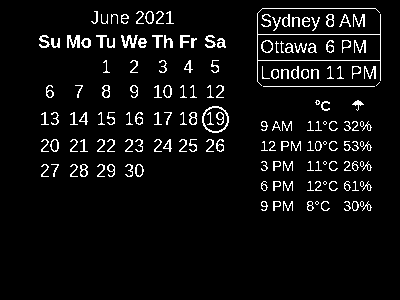 June 2021
Su Mo Tu We Th Fr Sa
1 2 3 4 5
6 7 8 9 10 11 12
13 14 15 16 17 18 19
20 21 22 23 24 25 26
27 28 29 30
Sydney 8 AM
Ottawa 6 PM
London 11 PM
°C ☂
9 AM 11°C 32%
12 PM 10°C 53%
3 PM 11°C 26%
6 PM 12°C 61%
9 PM 8°C 30%